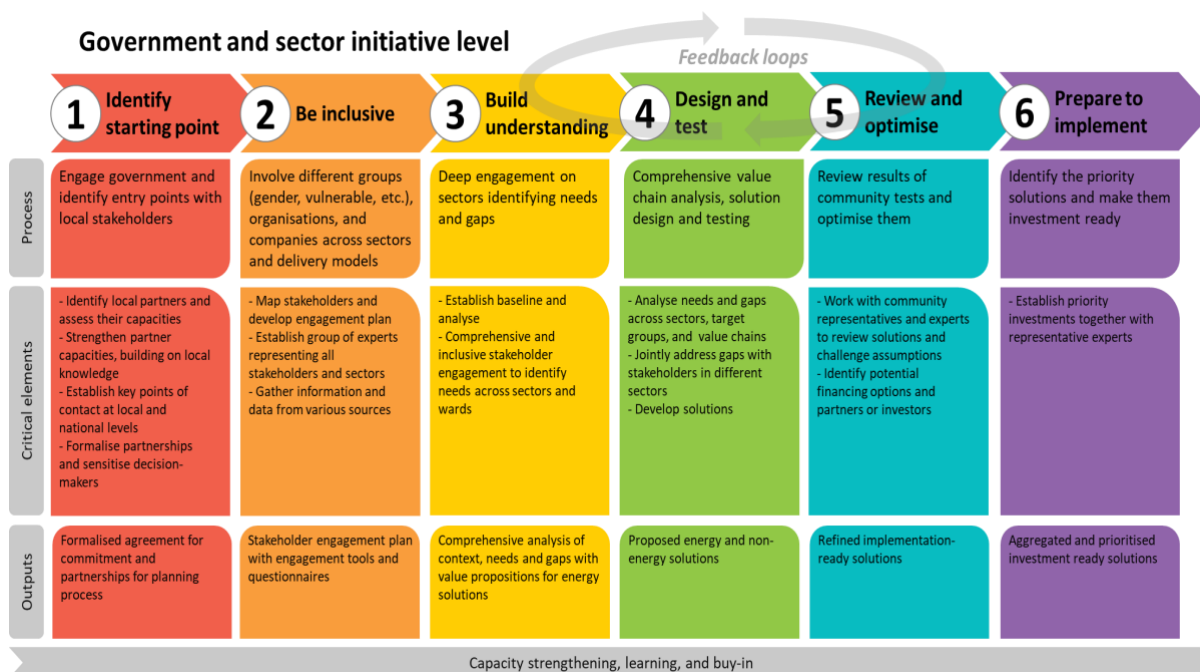 Government and sector initiative level
Feedback loops
1
Identify
starting point
2
Be inclusive
3
Build
understanding
4
Design and
test
5
Review and
optimise
6
Prepare to
implement
Process
Engage government and
identify entry points with
local stakeholders
Involve different groups
(gender, vulnerable, etc.),
organisations, and
companies across sectors
and delivery models
Deep engagement on
sectors identifying needs
and gaps
Comprehensive value
chain analysis, solution
design and testing
Review results of
community tests and
optimise them
Identify the priority
solutions and make them
investment ready
Critical elements
- Identify local partners and
assess their capacities
- Strengthen partner
capacities, building on local
knowledge
- Establish key points of
contact at local and
national levels
- Formalise partnerships
and sensitise decision-
makers
- Map stakeholders and
develop engagement plan
- Establish group of experts
representing all
stakeholders and sectors
- Gather information and
data from various sources
- Establish baseline and
analyse
- Comprehensive and
inclusive stakeholder
engagement to identify
needs across sectors and
wards
- Analyse needs and gaps
across sectors, target
groups, and value chains
- Jointly address gaps with
stakeholders in different
sectors
- Develop solutions
- Work with community
representatives and experts
to review solutions and
challenge assumptions
- Identify potential
financing options and
partners or investors
- Establish priority
investments together with
representative experts
Outputs
Formalised agreement for
commitment and
partnerships for planning
process
Stakeholder engagement plan
with engagement tools and
questionnaires
Comprehensive analysis of
context, needs and gaps with
value propositions for energy
solutions
Proposed energy and non-
energy solutions
Refined implementation-
ready solutions
Aggregated and prioritised
investment ready solutions
Capacity strengthening, learning, and buy-in